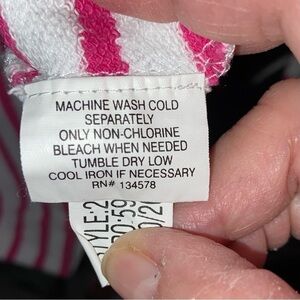 MACHINE WASH COLD
SEPARATELY
ONLY NON-CHLORINE
BLEACH WHEN NEEDED
TUMBLE DRY LOW
COOL IRON IF NECESSARY
RN# 134578